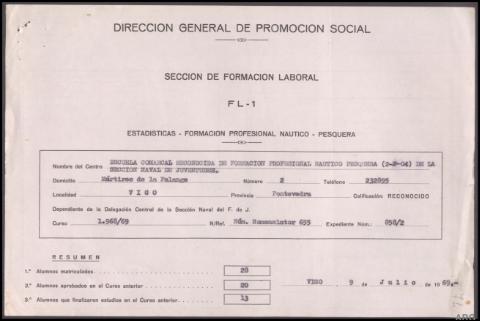 DIRECCION GENERAL DE PROMOCION SOCIAL
SECCION DE FORMACION LABORAL
FL-1
ESTADISTICAS - FORMACION PROFESIONAL NAUTICO - PESQUERA
Nombre del Centro ESCUELA COMARCAL RECONOCIDA DE FORMACION PROFESIONAL NAUTICO PESQUERA (2-F-04) DE LA
SECCION NAVAL DE JUVENTUDES.
Domicilio Mártires de la Falange Número 2 Teléfono 232895
Localidad VIGO Provincia Pontevedra Calificación RECONOCIDO
Dependiente de la Delegación Central de la Sección Naval del F. de J.
Curso 1.968/69 N/Ref. Núm. Nomenclator 655 Expediente Núm.: 858/2
RESUMEN
1.º Alumnos matriculados 28
2.º Alumnos aprobados en el Curso anterior 20
3.º Alumnos que finalizaron estudios en el Curso anterior 13
VIGO 9 de Julio de 1969.-